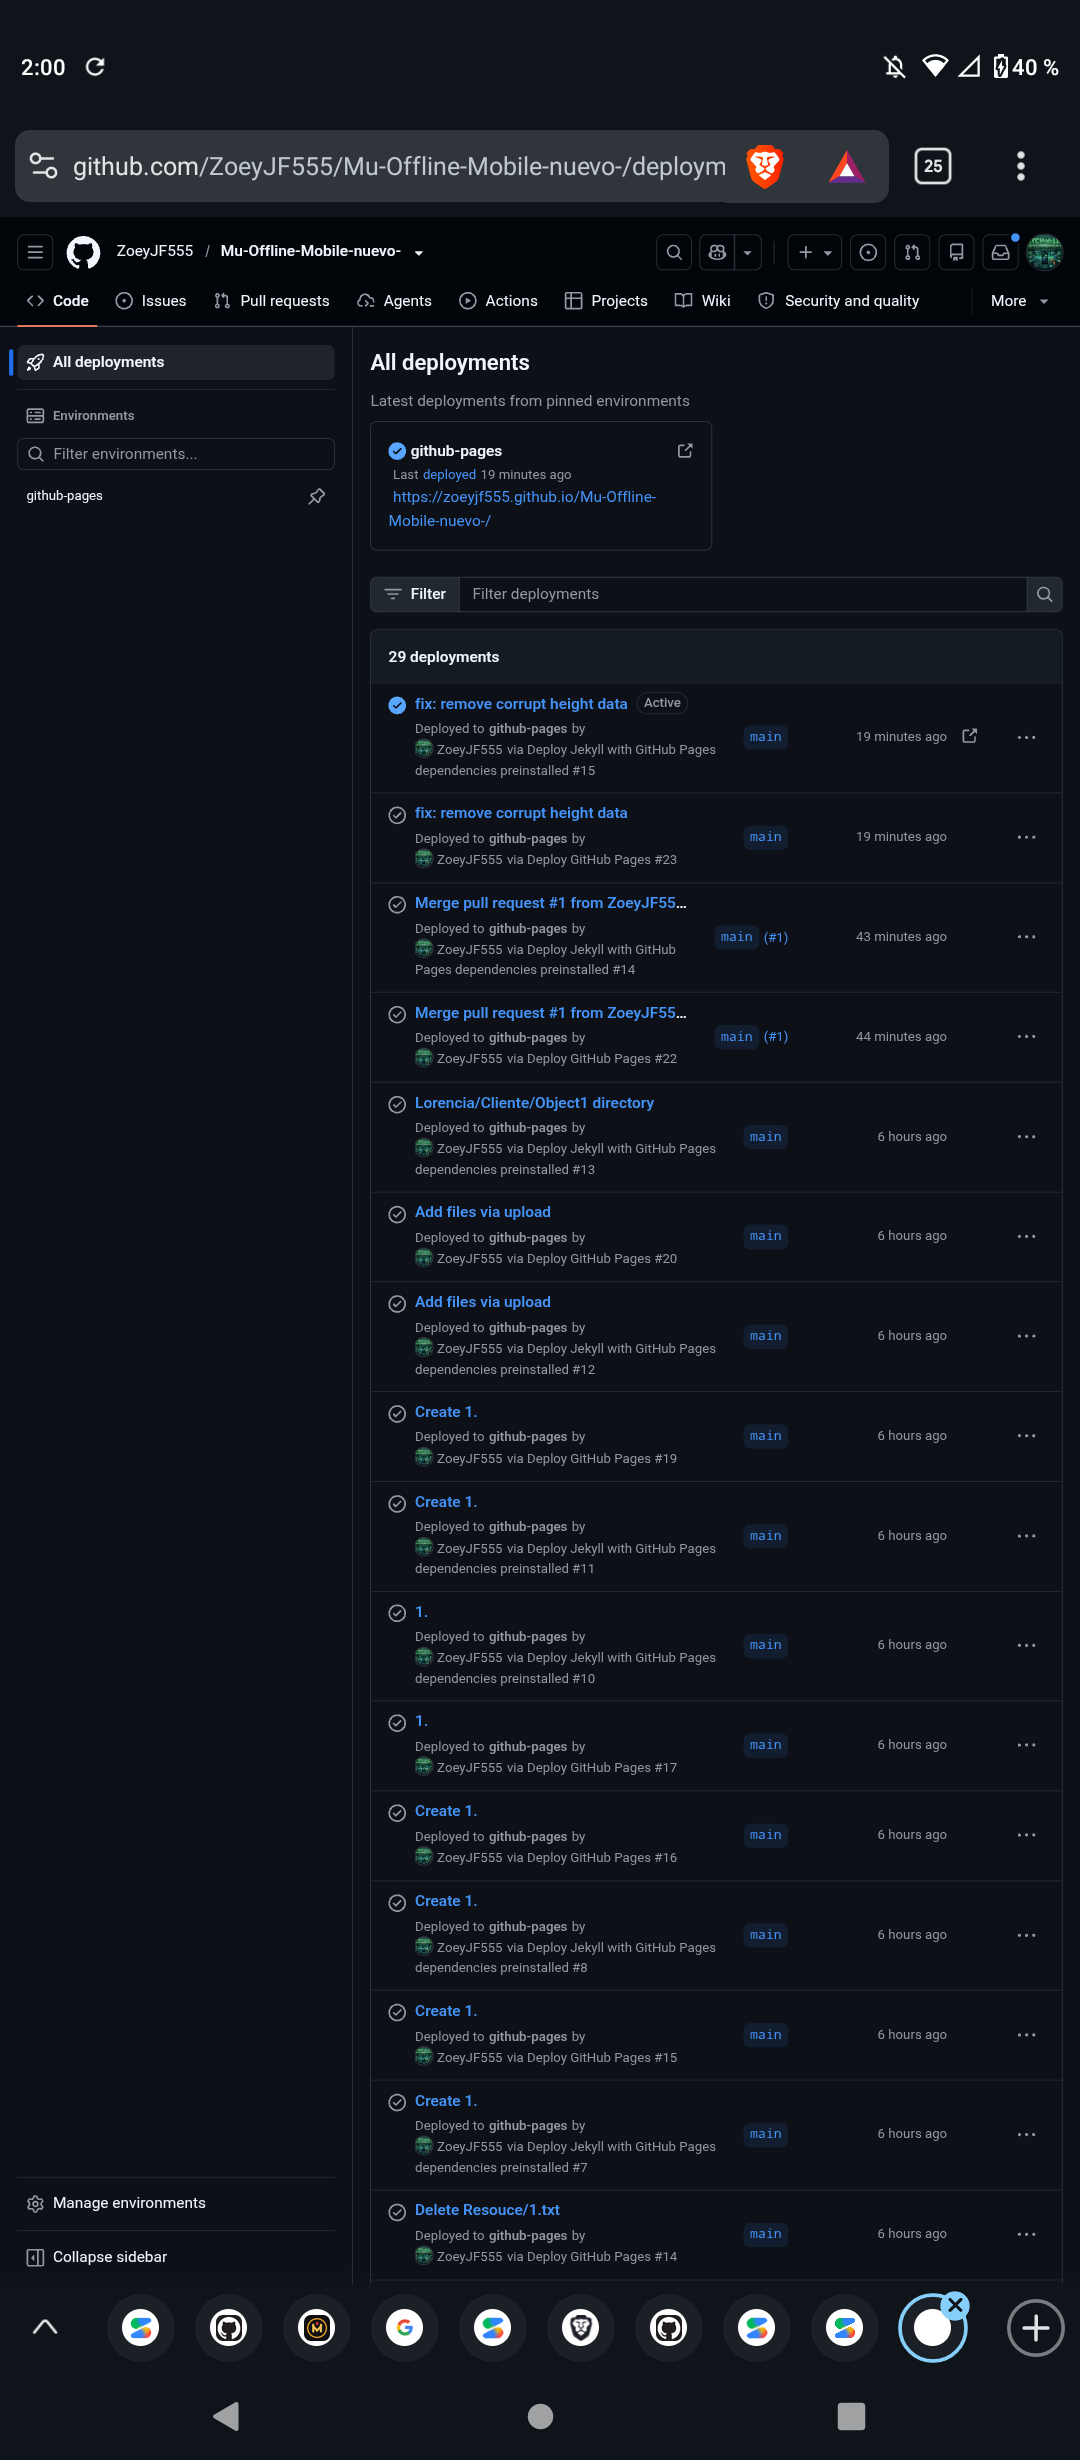 2:00
40 %
github.com/ZoeyJF555/Mu-Offline-Mobile-nuevo-/deploym
25
ZoeyJF555 / Mu-Offline-Mobile-nuevo-
Code Issues Pull requests Agents Actions Projects Wiki Security and quality More
All deployments
Environments
Filter environments...
github-pages
All deployments
Latest deployments from pinned environments
github-pages
Last deployed 19 minutes ago
https://zoeyjf555.github.io/Mu-Offline-
Mobile-nuevo-/
Filter Filter deployments
29 deployments
fix: remove corrupt height data Active
Deployed to github-pages by
ZoeyJF555 via Deploy Jekyll with GitHub Pages
dependencies preinstalled #15
main 19 minutes ago
fix: remove corrupt height data
Deployed to github-pages by
ZoeyJF555 via Deploy GitHub Pages #23
main 19 minutes ago
Merge pull request #1 from ZoeyJF55...
Deployed to github-pages by
ZoeyJF555 via Deploy Jekyll with GitHub
Pages dependencies preinstalled #14
main (#1) 43 minutes ago
Merge pull request #1 from ZoeyJF55...
Deployed to github-pages by
ZoeyJF555 via Deploy GitHub Pages #22
main (#1) 44 minutes ago
Lorencia/Cliente/Object1 directory
Deployed to github-pages by
ZoeyJF555 via Deploy Jekyll with GitHub Pages
dependencies preinstalled #13
main 6 hours ago
Add files via upload
Deployed to github-pages by
ZoeyJF555 via Deploy GitHub Pages #20
main 6 hours ago
Add files via upload
Deployed to github-pages by
ZoeyJF555 via Deploy Jekyll with GitHub Pages
dependencies preinstalled #12
main 6 hours ago
Create 1.
Deployed to github-pages by
ZoeyJF555 via Deploy GitHub Pages #19
main 6 hours ago
Create 1.
Deployed to github-pages by
ZoeyJF555 via Deploy Jekyll with GitHub Pages
dependencies preinstalled #11
main 6 hours ago
1.
Deployed to github-pages by
ZoeyJF555 via Deploy Jekyll with GitHub Pages
dependencies preinstalled #10
main 6 hours ago
1.
Deployed to github-pages by
ZoeyJF555 via Deploy GitHub Pages #17
main 6 hours ago
Create 1.
Deployed to github-pages by
ZoeyJF555 via Deploy GitHub Pages #16
main 6 hours ago
Create 1.
Deployed to github-pages by
ZoeyJF555 via Deploy Jekyll with GitHub Pages
dependencies preinstalled #8
main 6 hours ago
Create 1.
Deployed to github-pages by
ZoeyJF555 via Deploy GitHub Pages #15
main 6 hours ago
Create 1.
Deployed to github-pages by
ZoeyJF555 via Deploy Jekyll with GitHub Pages
dependencies preinstalled #7
main 6 hours ago
Delete Resouce/1.txt
Deployed to github-pages by
ZoeyJF555 via Deploy GitHub Pages #14
main 6 hours ago
Manage environments
Collapse sidebar